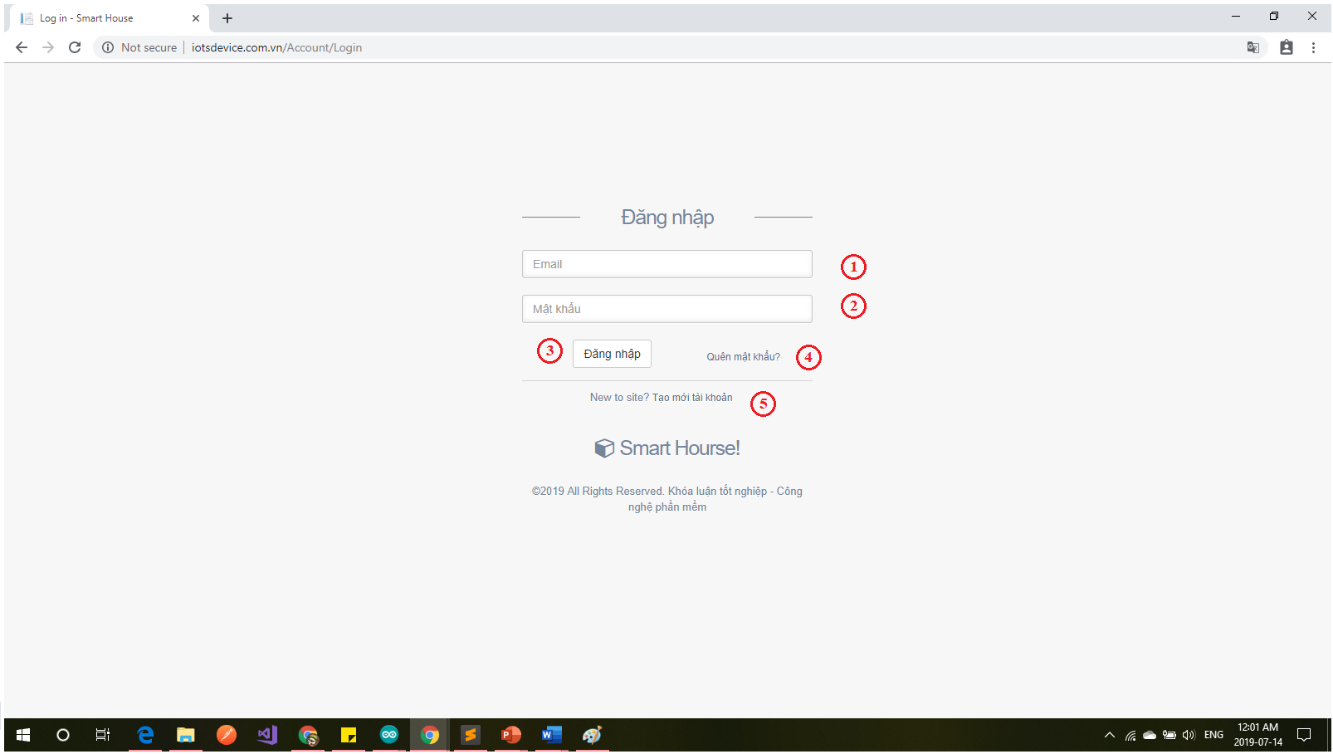 Log in - Smart House
Not secure | iotsdevice.com.vn/Account/Login
Đăng nhập
Email
1
Mật khẩu
2
3
Đăng nhập
Quên mật khẩu?
4
New to site? Tạo mới tài khoản
5
Smart Hourse!
©2019 All Rights Reserved. Khóa luận tốt nghiệp - Công
nghệ phần mềm
ENG
12:01 AM
2019-07-14